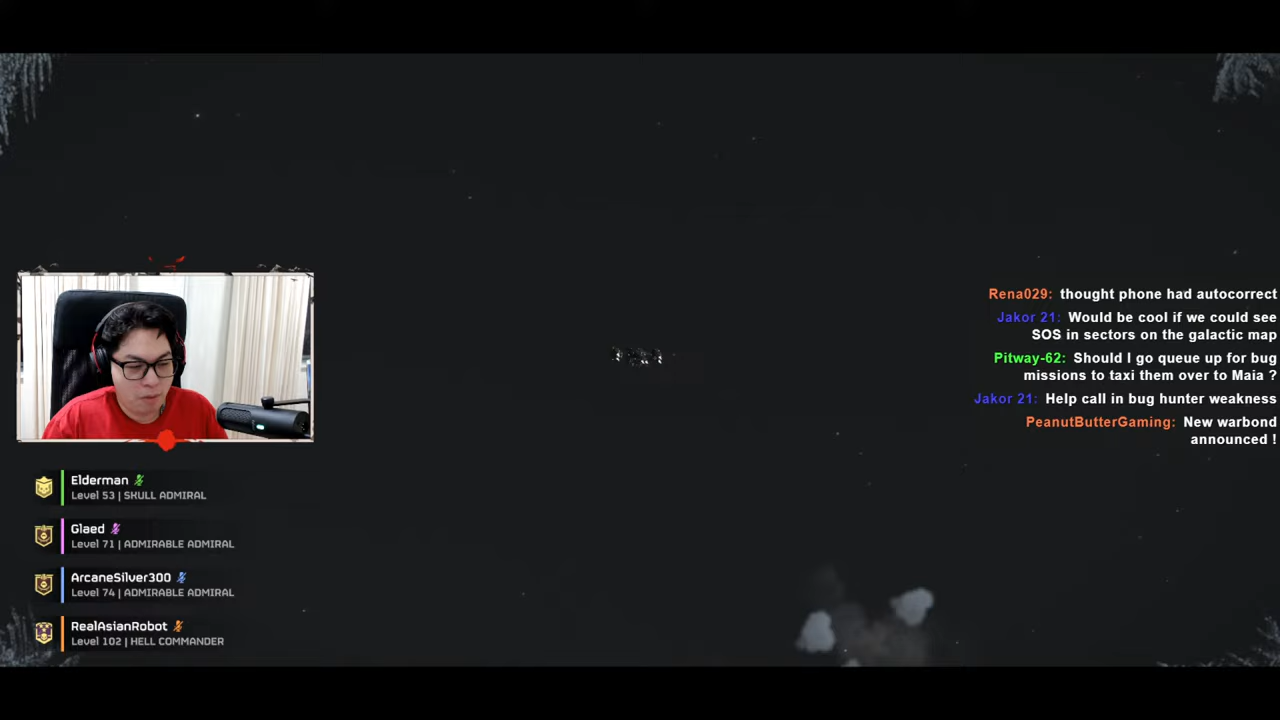 Rena029: thought phone had autocorrect
Jakor 21: Would be cool if we could see
SOS in sectors on the galactic map
Pitway-62: Should I go queue up for bug
missions to taxi them over to Maia ?
Jakor 21: Help call in bug hunter weakness
PeanutButterGaming: New warbond
announced !
Elderman
Level 53 | SKULL ADMIRAL
Glaed
Level 71 | ADMIRABLE ADMIRAL
ArcaneSilver300
Level 74 | ADMIRABLE ADMIRAL
RealAsianRobot
Level 102 | HELL COMMANDER